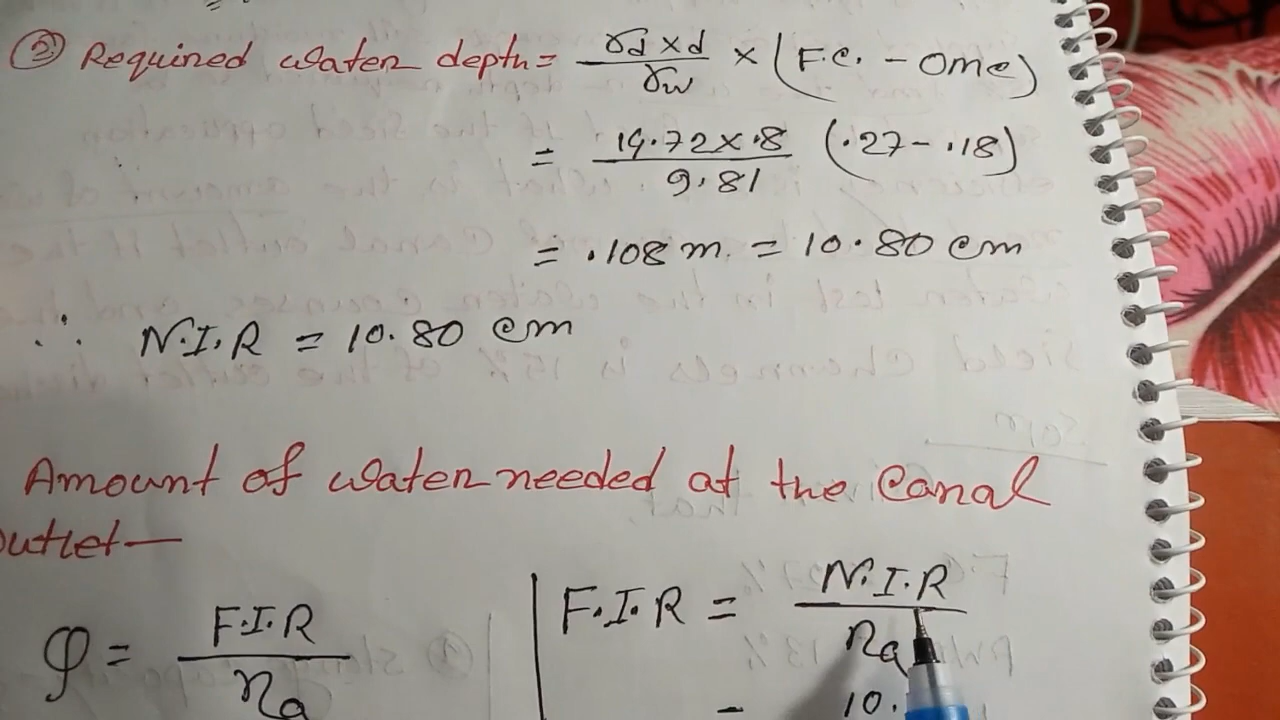 ② Required water depth = γd × d / γw × (F.C. - OMC)
= 14.72 × .8 / 9.81 (.27 - .18)
= .108 m. = 10.80 cm
∴ N.I.R = 10.80 cm
Amount of water needed at the Canal
outlet—
φ = F.I.R / ηa
F.I.R = N.I.R / ηa
= 10.